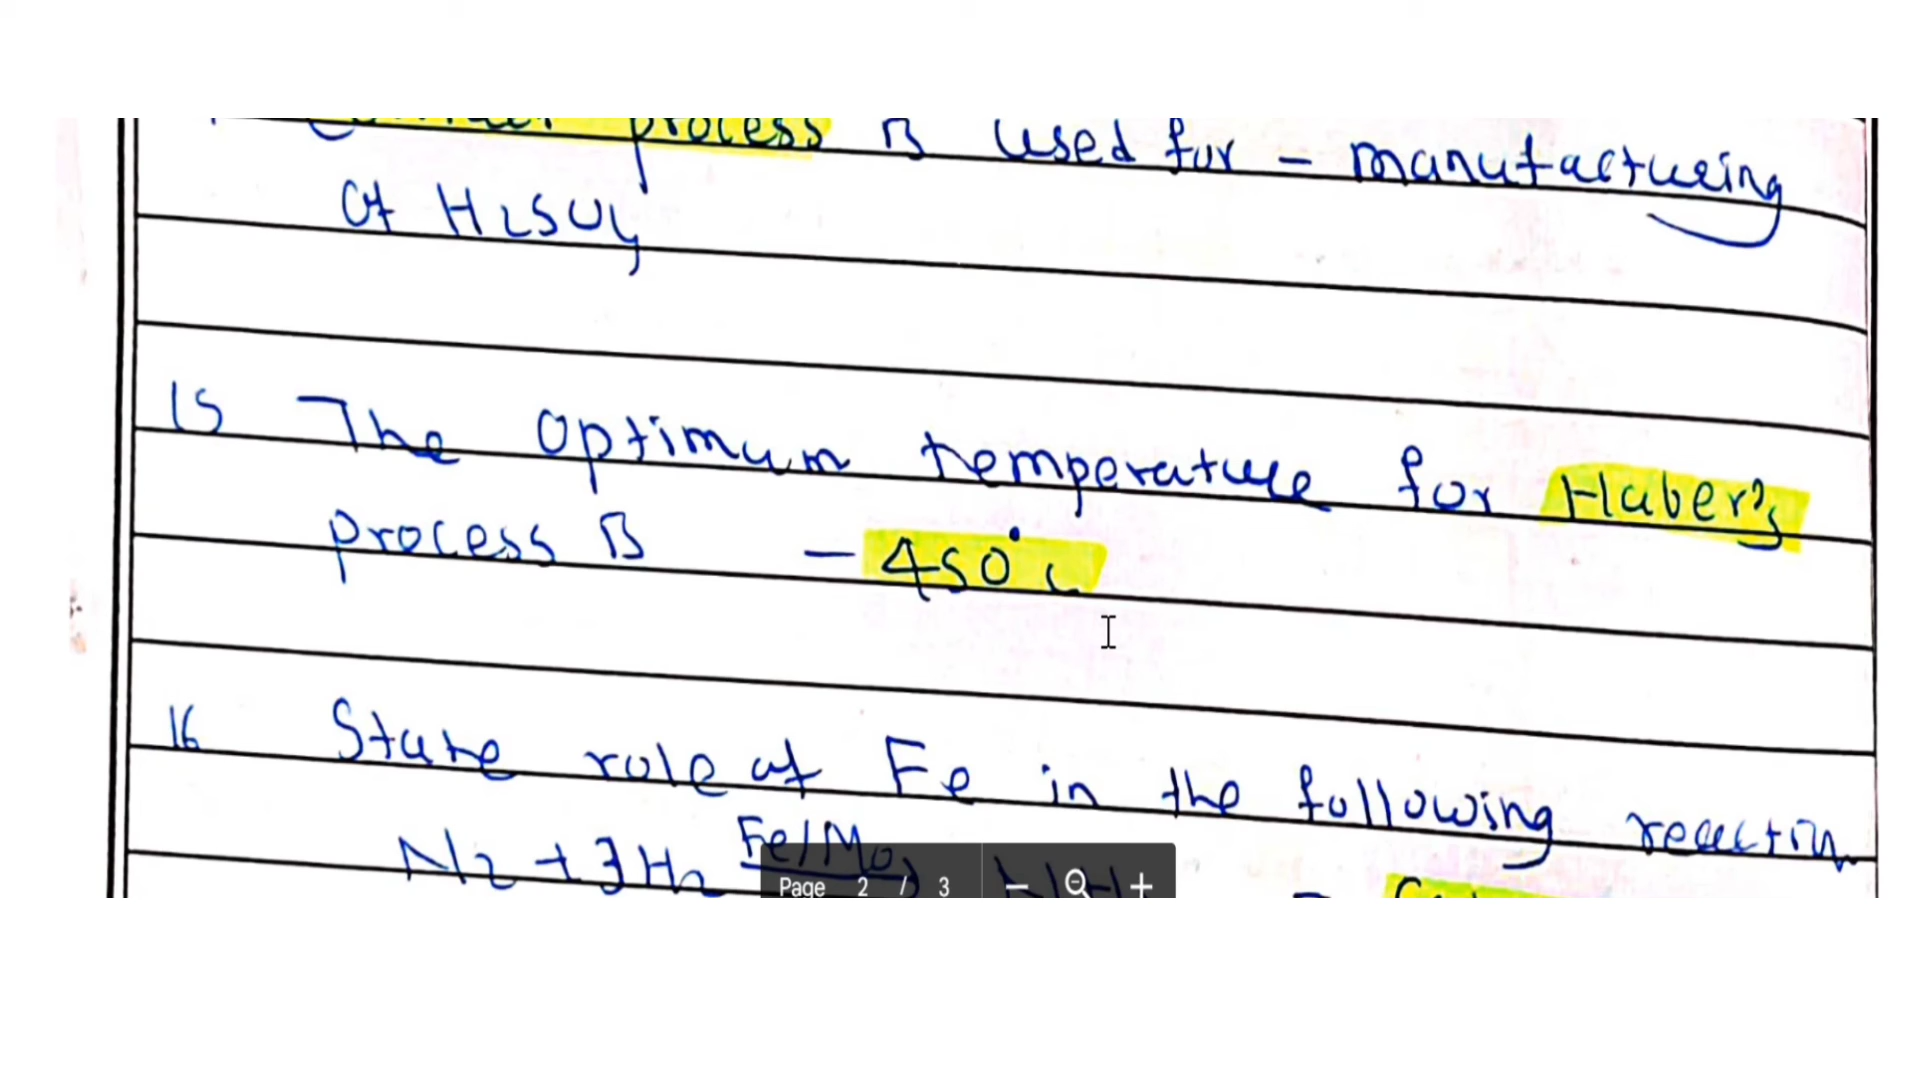 process is used for - manufacturing
of H2SO4
15 The optimum temperature for Haber's
process is - 450°C
16 State role of Fe in the following reaction
N2 + 3H2 Fe/Mo
Page 2 / 3